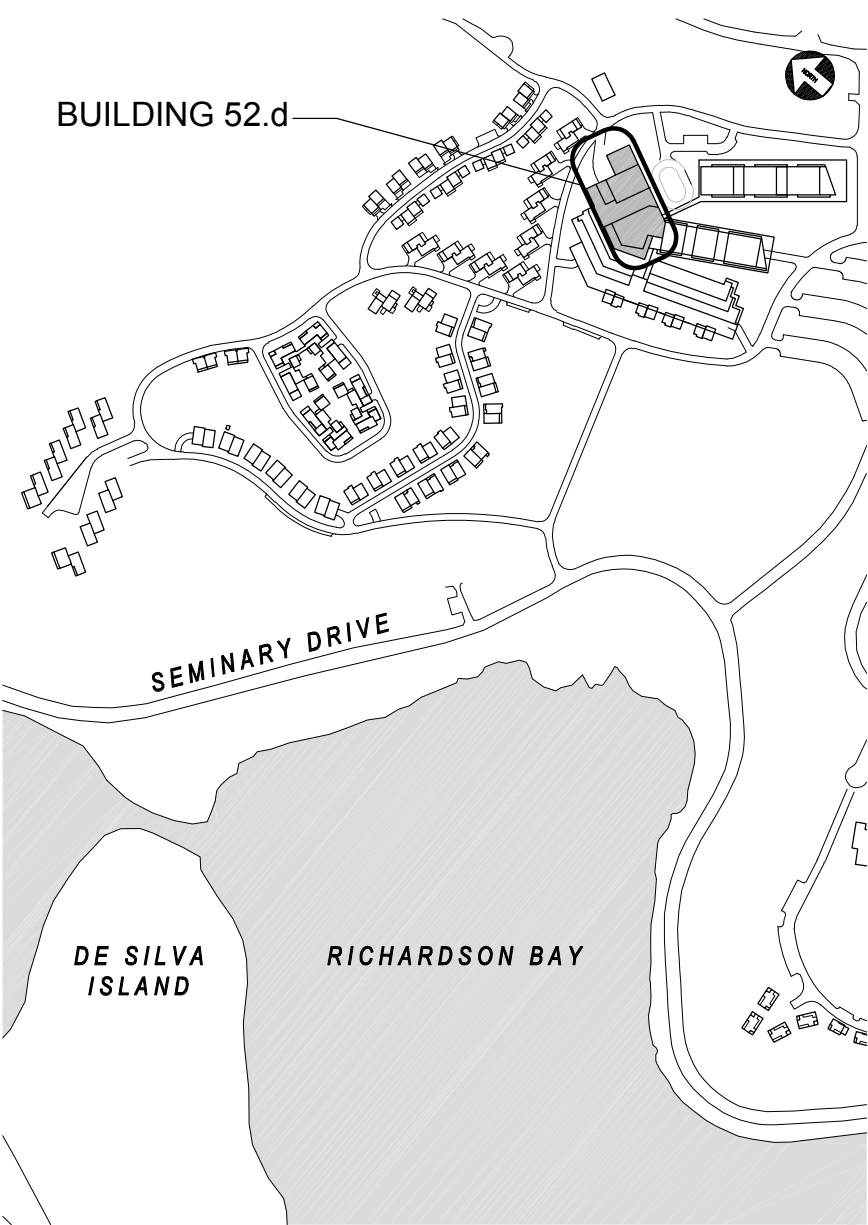 NORTH
BUILDING 52.d
SEMINARY DRIVE
DE SILVA
ISLAND
RICHARDSON BAY